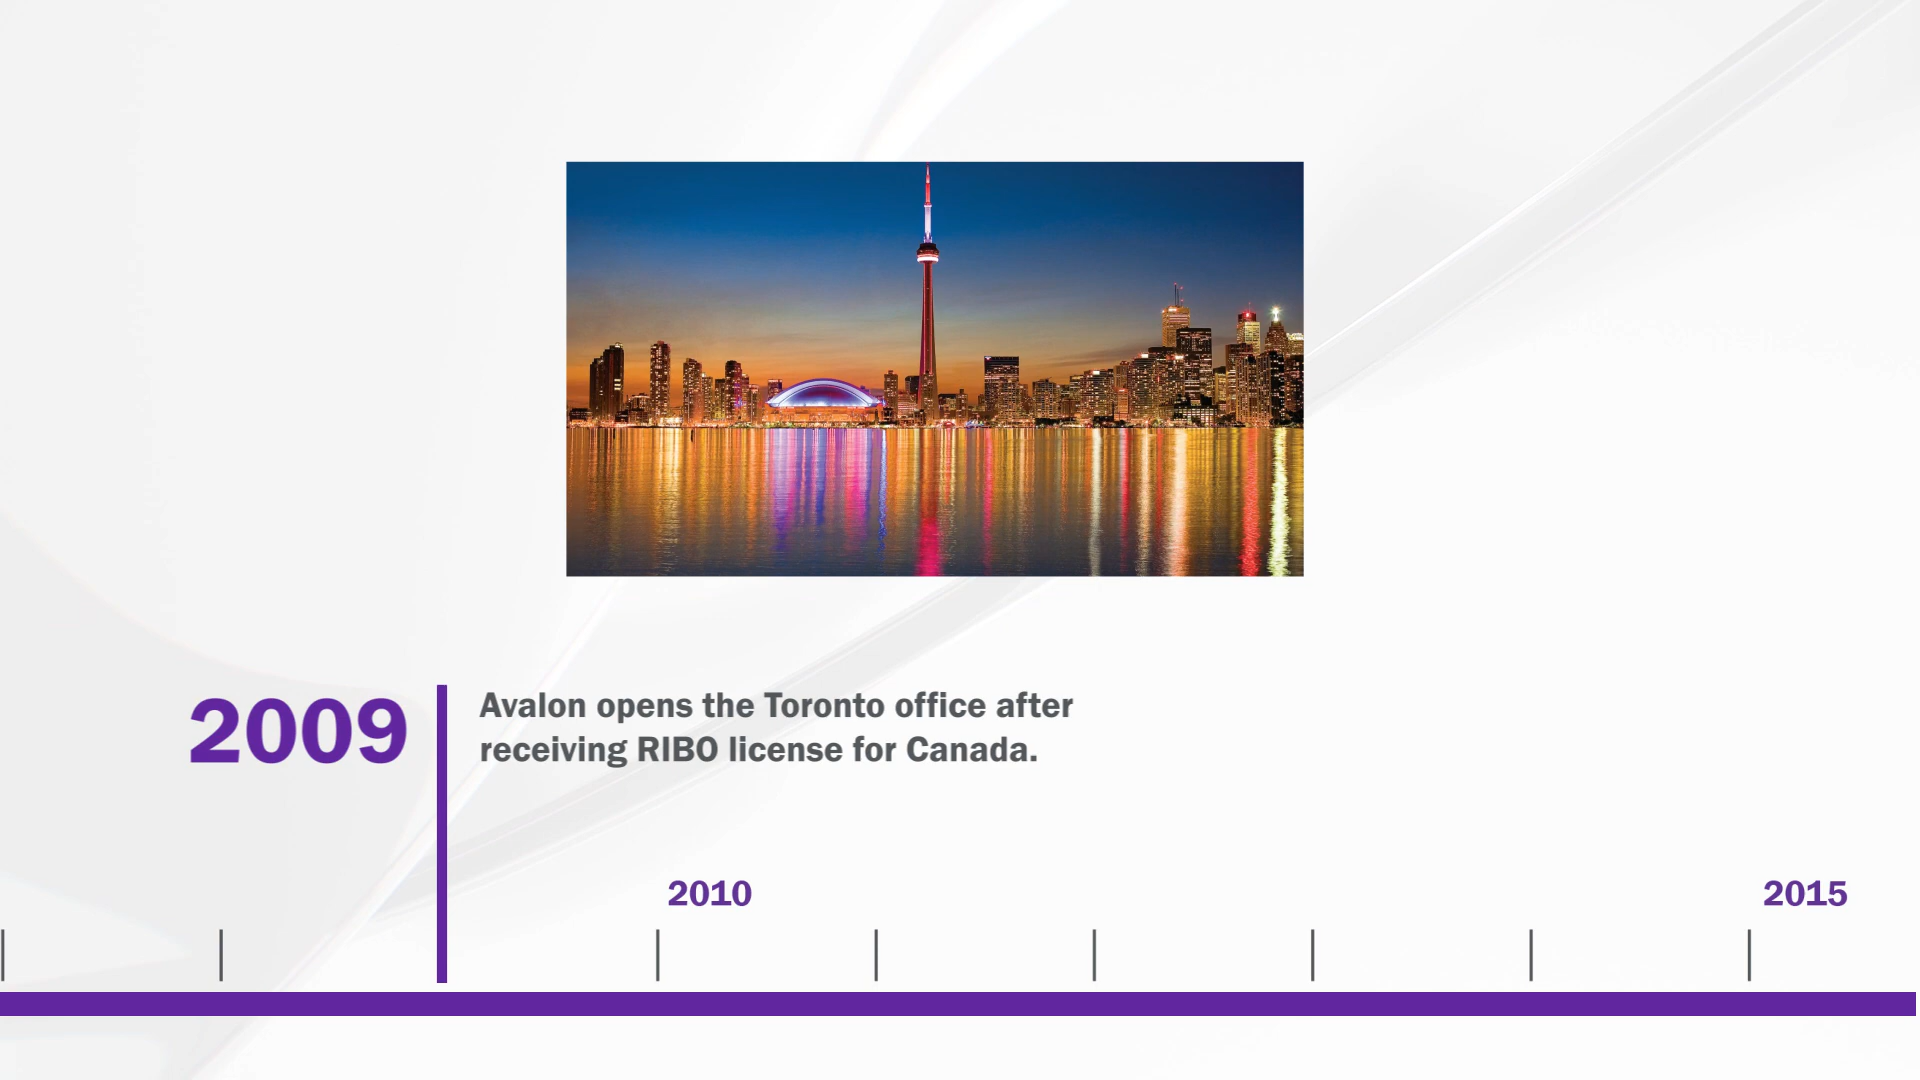 2009
Avalon opens the Toronto office after
receiving RIBO license for Canada.
2010
2015